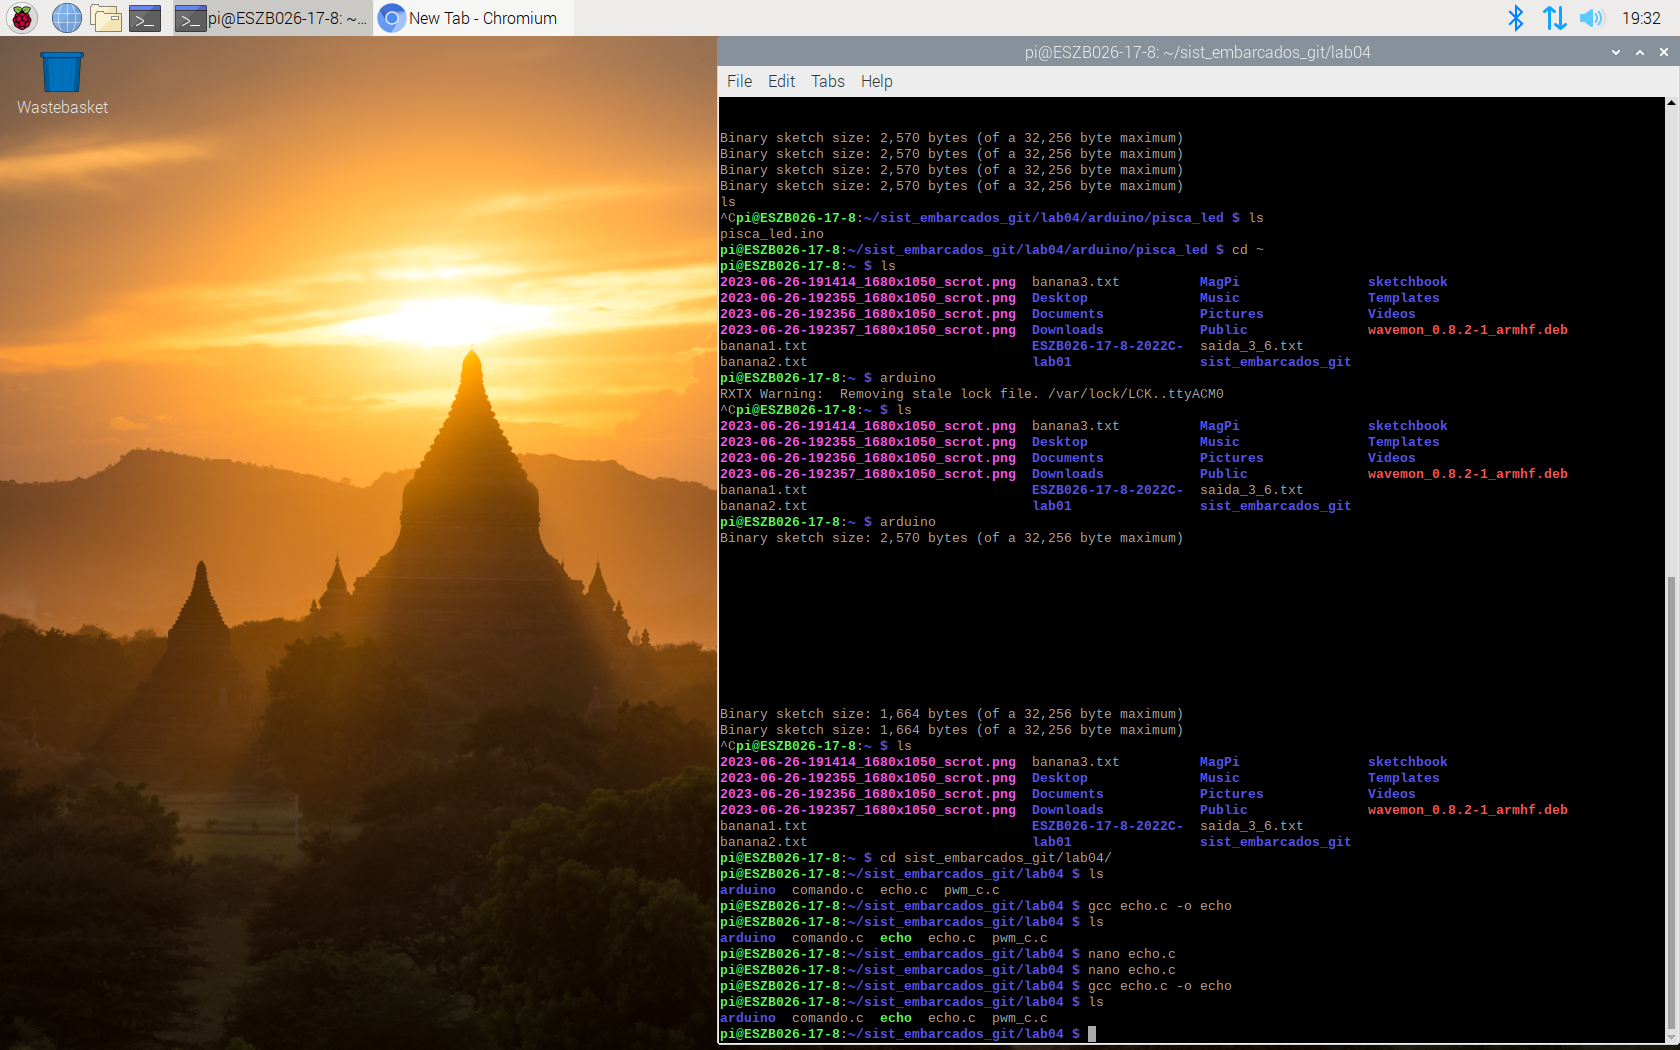 pi@ESZB026-17-8: ~...
New Tab - Chromium
19:32
Wastebasket
pi@ESZB026-17-8: ~/sist_embarcados_git/lab04
File Edit Tabs Help
Binary sketch size: 2,570 bytes (of a 32,256 byte maximum)
Binary sketch size: 2,570 bytes (of a 32,256 byte maximum)
Binary sketch size: 2,570 bytes (of a 32,256 byte maximum)
Binary sketch size: 2,570 bytes (of a 32,256 byte maximum)
ls
^Cpi@ESZB026-17-8:~/sist_embarcados_git/lab04/arduino/pisca_led $ ls
pisca_led.ino
pi@ESZB026-17-8:~/sist_embarcados_git/lab04/arduino/pisca_led $ cd ~
pi@ESZB026-17-8:~ $ ls
2023-06-26-191414_1680x1050_scrot.png banana3.txt MagPi sketchbook
2023-06-26-192355_1680x1050_scrot.png Desktop Music Templates
2023-06-26-192356_1680x1050_scrot.png Documents Pictures Videos
2023-06-26-192357_1680x1050_scrot.png Downloads Public wavemon_0.8.2-1_armhf.deb
banana1.txt ESZB026-17-8-2022C- saida_3_6.txt
banana2.txt lab01 sist_embarcados_git
pi@ESZB026-17-8:~ $ arduino
RXTX Warning:  Removing stale lock file. /var/lock/LCK..ttyACM0
^Cpi@ESZB026-17-8:~ $ ls
2023-06-26-191414_1680x1050_scrot.png banana3.txt MagPi sketchbook
2023-06-26-192355_1680x1050_scrot.png Desktop Music Templates
2023-06-26-192356_1680x1050_scrot.png Documents Pictures Videos
2023-06-26-192357_1680x1050_scrot.png Downloads Public wavemon_0.8.2-1_armhf.deb
banana1.txt ESZB026-17-8-2022C- saida_3_6.txt
banana2.txt lab01 sist_embarcados_git
pi@ESZB026-17-8:~ $ arduino
Binary sketch size: 2,570 bytes (of a 32,256 byte maximum)
Binary sketch size: 1,664 bytes (of a 32,256 byte maximum)
Binary sketch size: 1,664 bytes (of a 32,256 byte maximum)
^Cpi@ESZB026-17-8:~ $ ls
2023-06-26-191414_1680x1050_scrot.png banana3.txt MagPi sketchbook
2023-06-26-192355_1680x1050_scrot.png Desktop Music Templates
2023-06-26-192356_1680x1050_scrot.png Documents Pictures Videos
2023-06-26-192357_1680x1050_scrot.png Downloads Public wavemon_0.8.2-1_armhf.deb
banana1.txt ESZB026-17-8-2022C- saida_3_6.txt
banana2.txt lab01 sist_embarcados_git
pi@ESZB026-17-8:~ $ cd sist_embarcados_git/lab04/
pi@ESZB026-17-8:~/sist_embarcados_git/lab04 $ ls
arduino comando.c echo.c pwm_c.c
pi@ESZB026-17-8:~/sist_embarcados_git/lab04 $ gcc echo.c -o echo
pi@ESZB026-17-8:~/sist_embarcados_git/lab04 $ ls
arduino comando.c echo echo.c pwm_c.c
pi@ESZB026-17-8:~/sist_embarcados_git/lab04 $ nano echo.c
pi@ESZB026-17-8:~/sist_embarcados_git/lab04 $ nano echo.c
pi@ESZB026-17-8:~/sist_embarcados_git/lab04 $ gcc echo.c -o echo
pi@ESZB026-17-8:~/sist_embarcados_git/lab04 $ ls
arduino comando.c echo echo.c pwm_c.c
pi@ESZB026-17-8:~/sist_embarcados_git/lab04 $